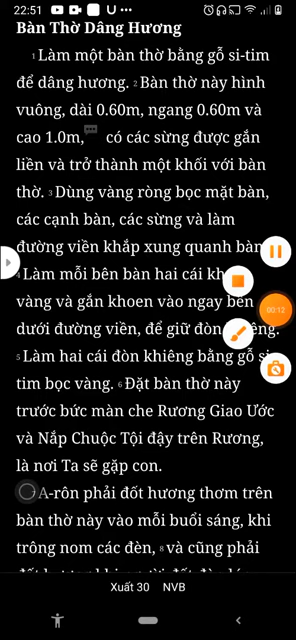 22:51
Bàn Thờ Dâng Hương
1 Làm một bàn thờ bằng gỗ si-tim
để dâng hương. 2 Bàn thờ này hình
vuông, dài 0.60m, ngang 0.60m và
cao 1.0m, có các sừng được gắn
liền và trở thành một khối với bàn
thờ. 3 Dùng vàng ròng bọc mặt bàn,
các cạnh bàn, các sừng và làm
đường viền khắp xung quanh bàn
4 Làm mỗi bên bàn hai cái
vàng và gắn khoen vào ngay bên
dưới đường viền, để giữ đòn
00:12
5 Làm hai cái đòn khiêng bằng gỗ si-
tim bọc vàng. 6 Đặt bàn thờ này
trước bức màn che Rương Giao Ước
và Nắp Chuộc Tội đậy trên Rương,
là nơi Ta sẽ gặp con.
7 A-rôn phải đốt hương thơm trên
bàn thờ này vào mỗi buổi sáng, khi
trông nom các đèn, 8 và cũng phải
Xuất 30 NVB